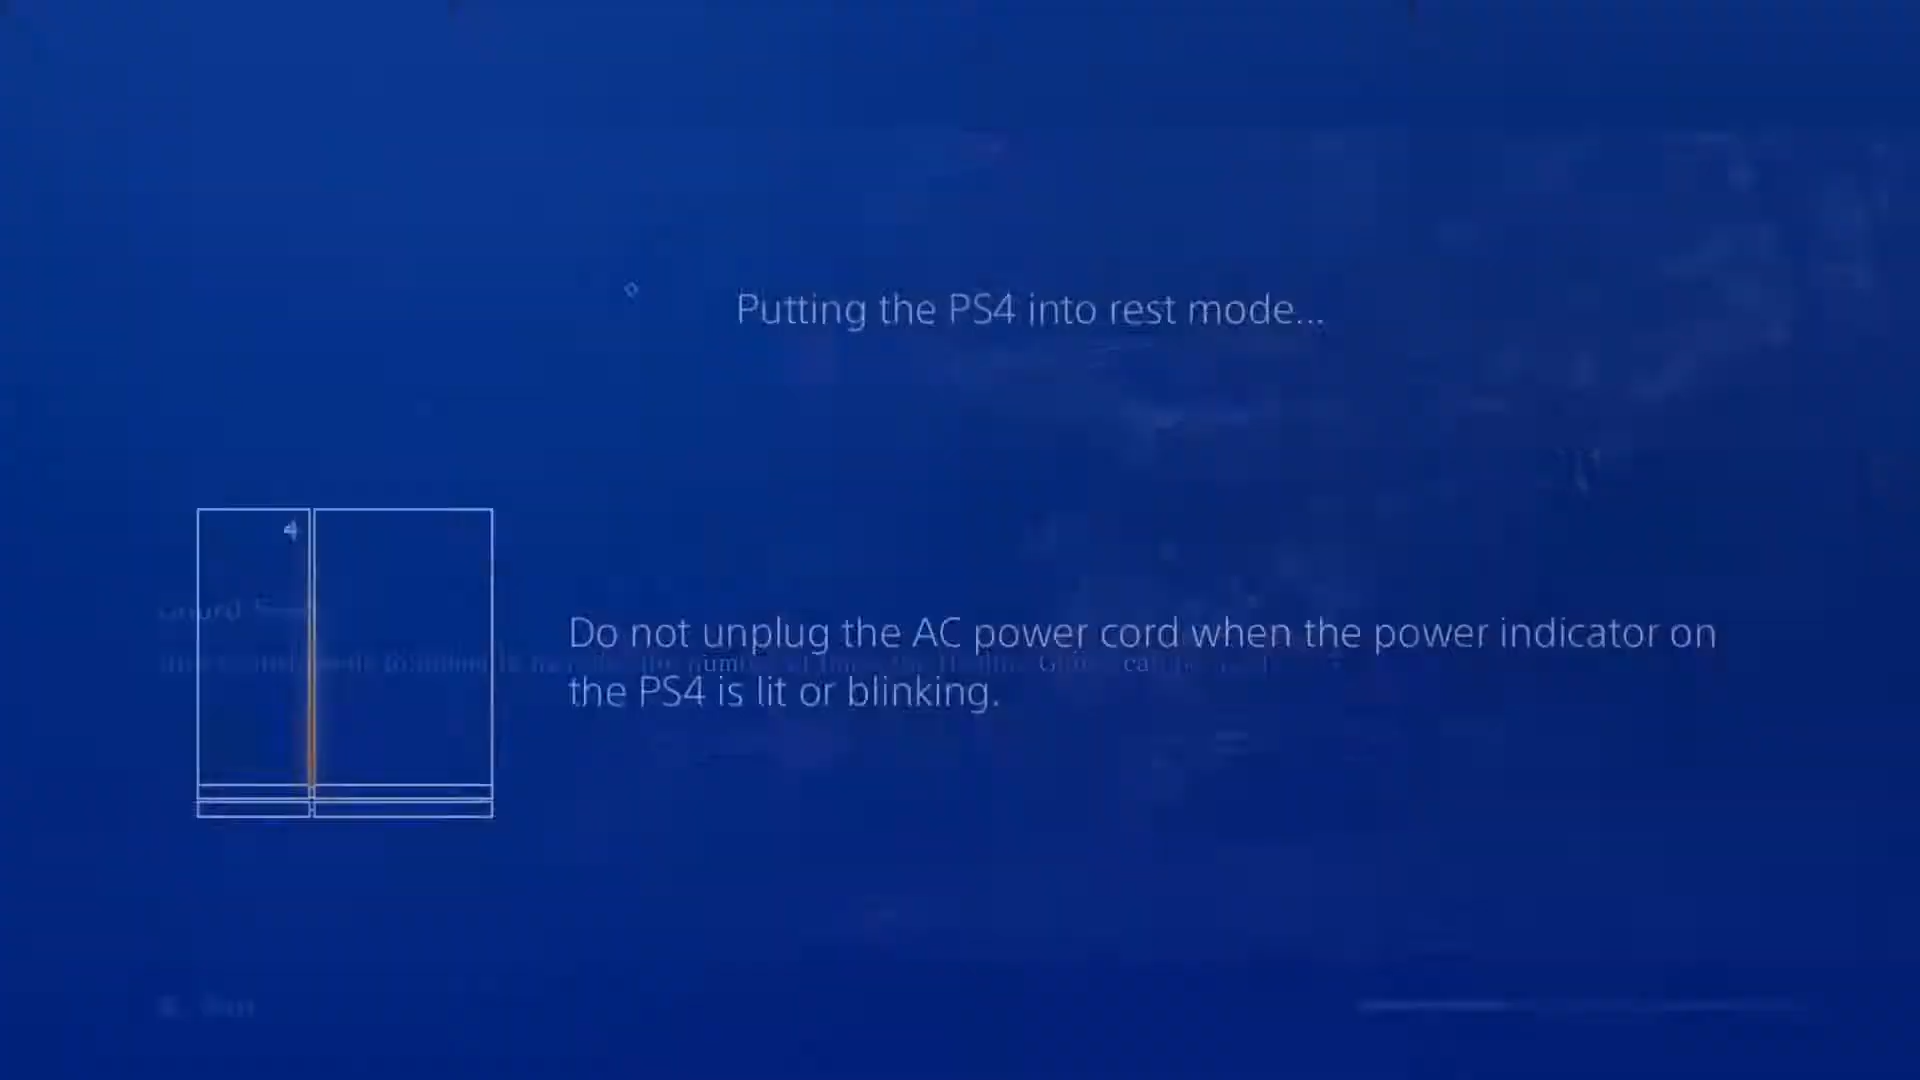 Putting the PS4 into rest mode...
4
Do not unplug the AC power cord when the power indicator on
the PS4 is lit or blinking.